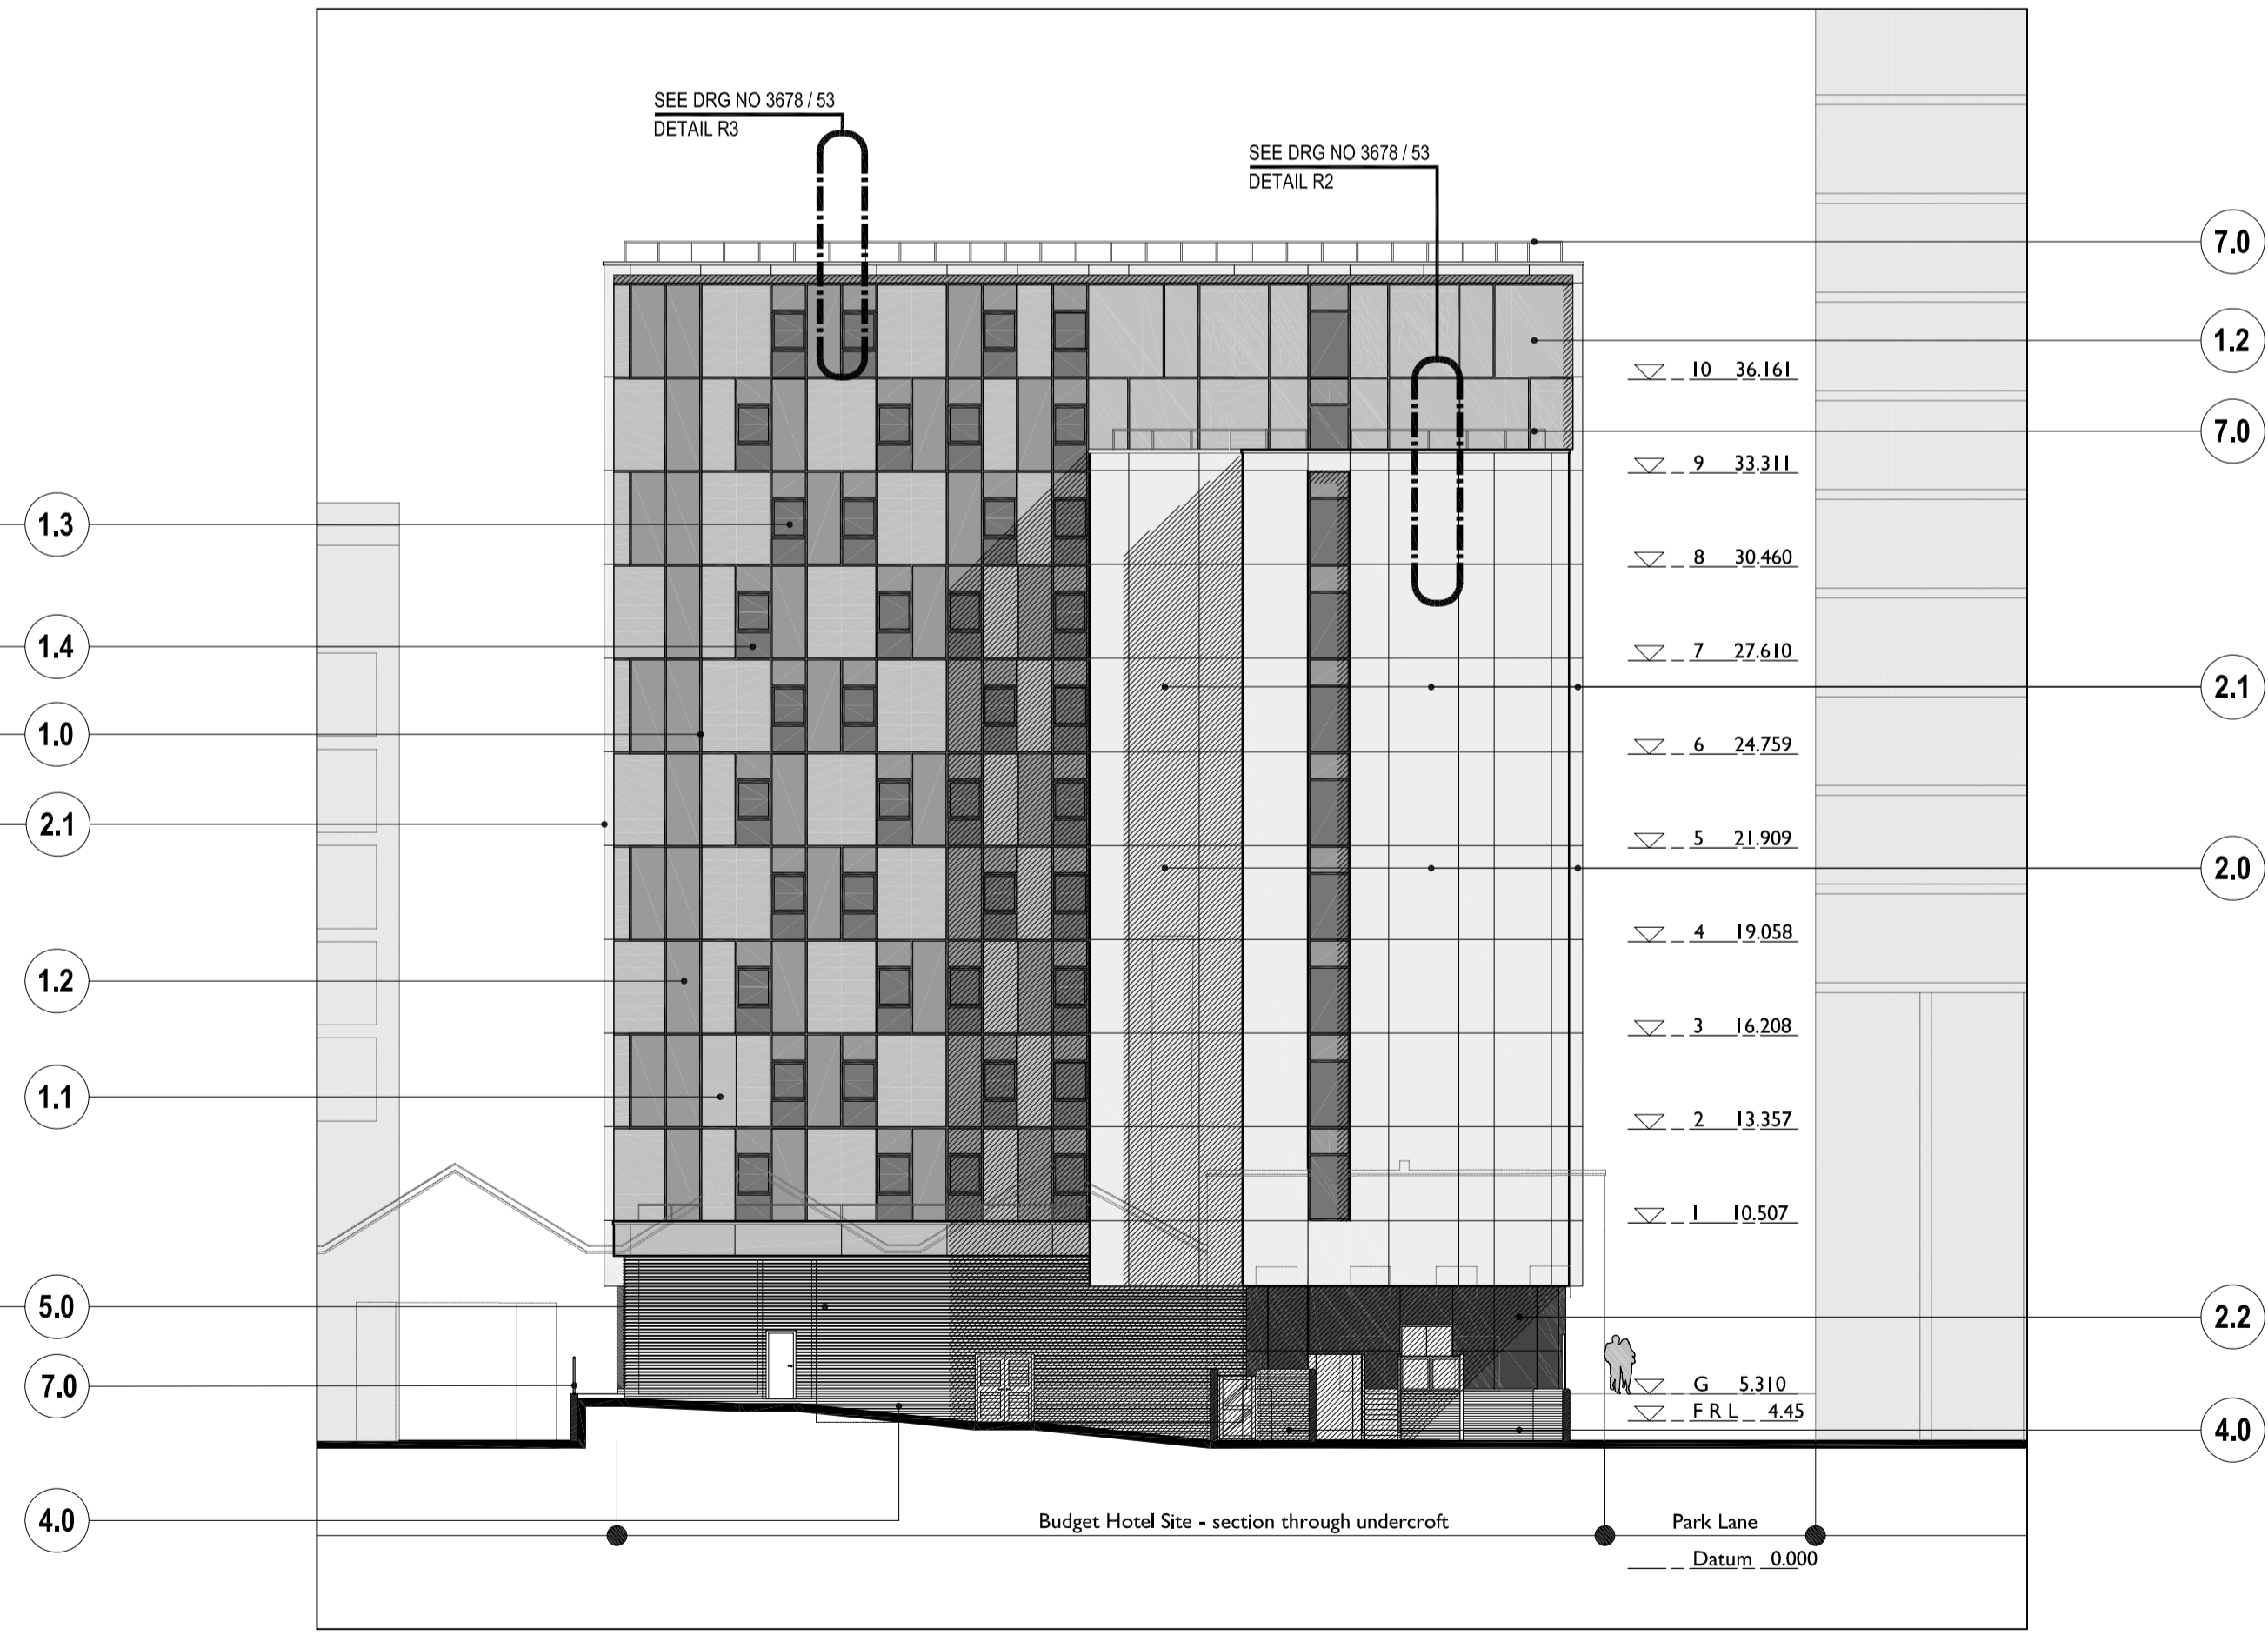 SEE DRG NO 3678 / 53
DETAIL R3
SEE DRG NO 3678 / 53
DETAIL R2
7.0
1.2
10 36.161
7.0
9 33.311
1.3
8 30.460
1.4
7 27.610
2.1
1.0
6 24.759
2.1
5 21.909
2.0
4 19.058
1.2
3 16.208
1.1
2 13.357
1 10.507
5.0
2.2
7.0
G 5.310
F R L 4.45
4.0
4.0
Budget Hotel Site - section through undercroft
Park Lane
Datum 0.000